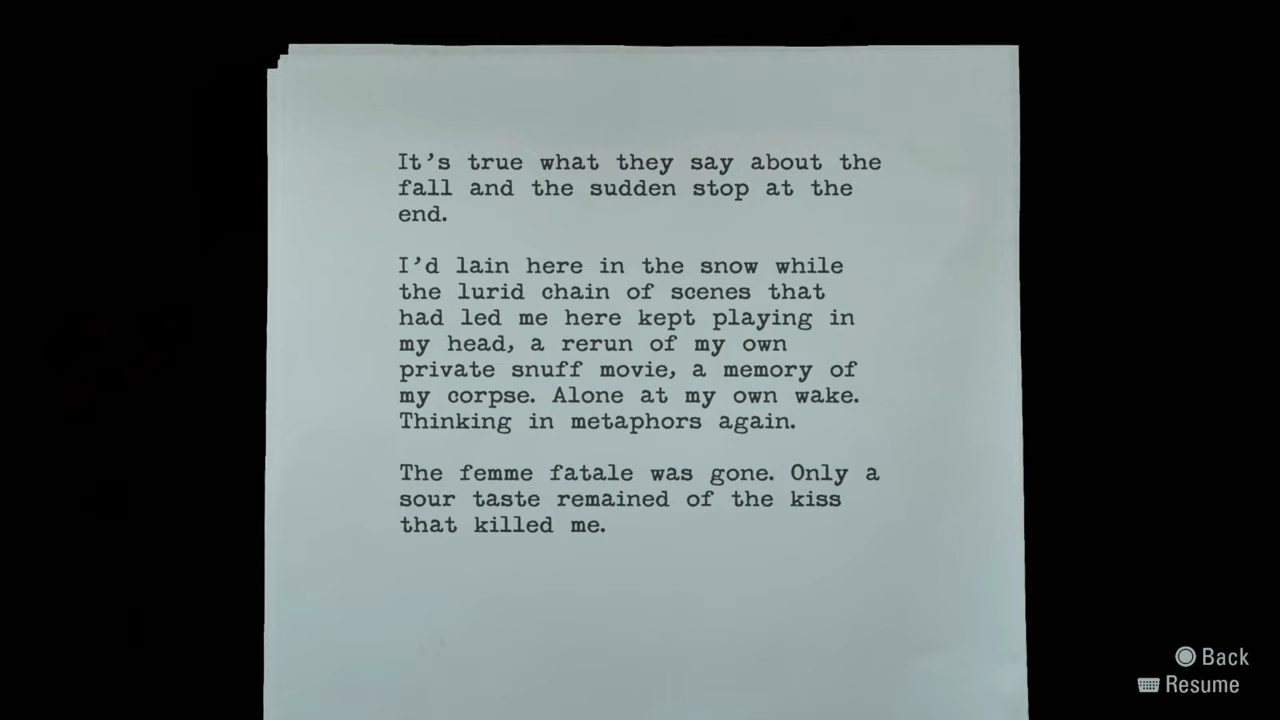 It’s true what they say about the
fall and the sudden stop at the
end.
I’d lain here in the snow while
the lurid chain of scenes that
had led me here kept playing in
my head, a rerun of my own
private snuff movie, a memory of
my corpse. Alone at my own wake.
Thinking in metaphors again.
The femme fatale was gone. Only a
sour taste remained of the kiss
that killed me.
Back
Resume